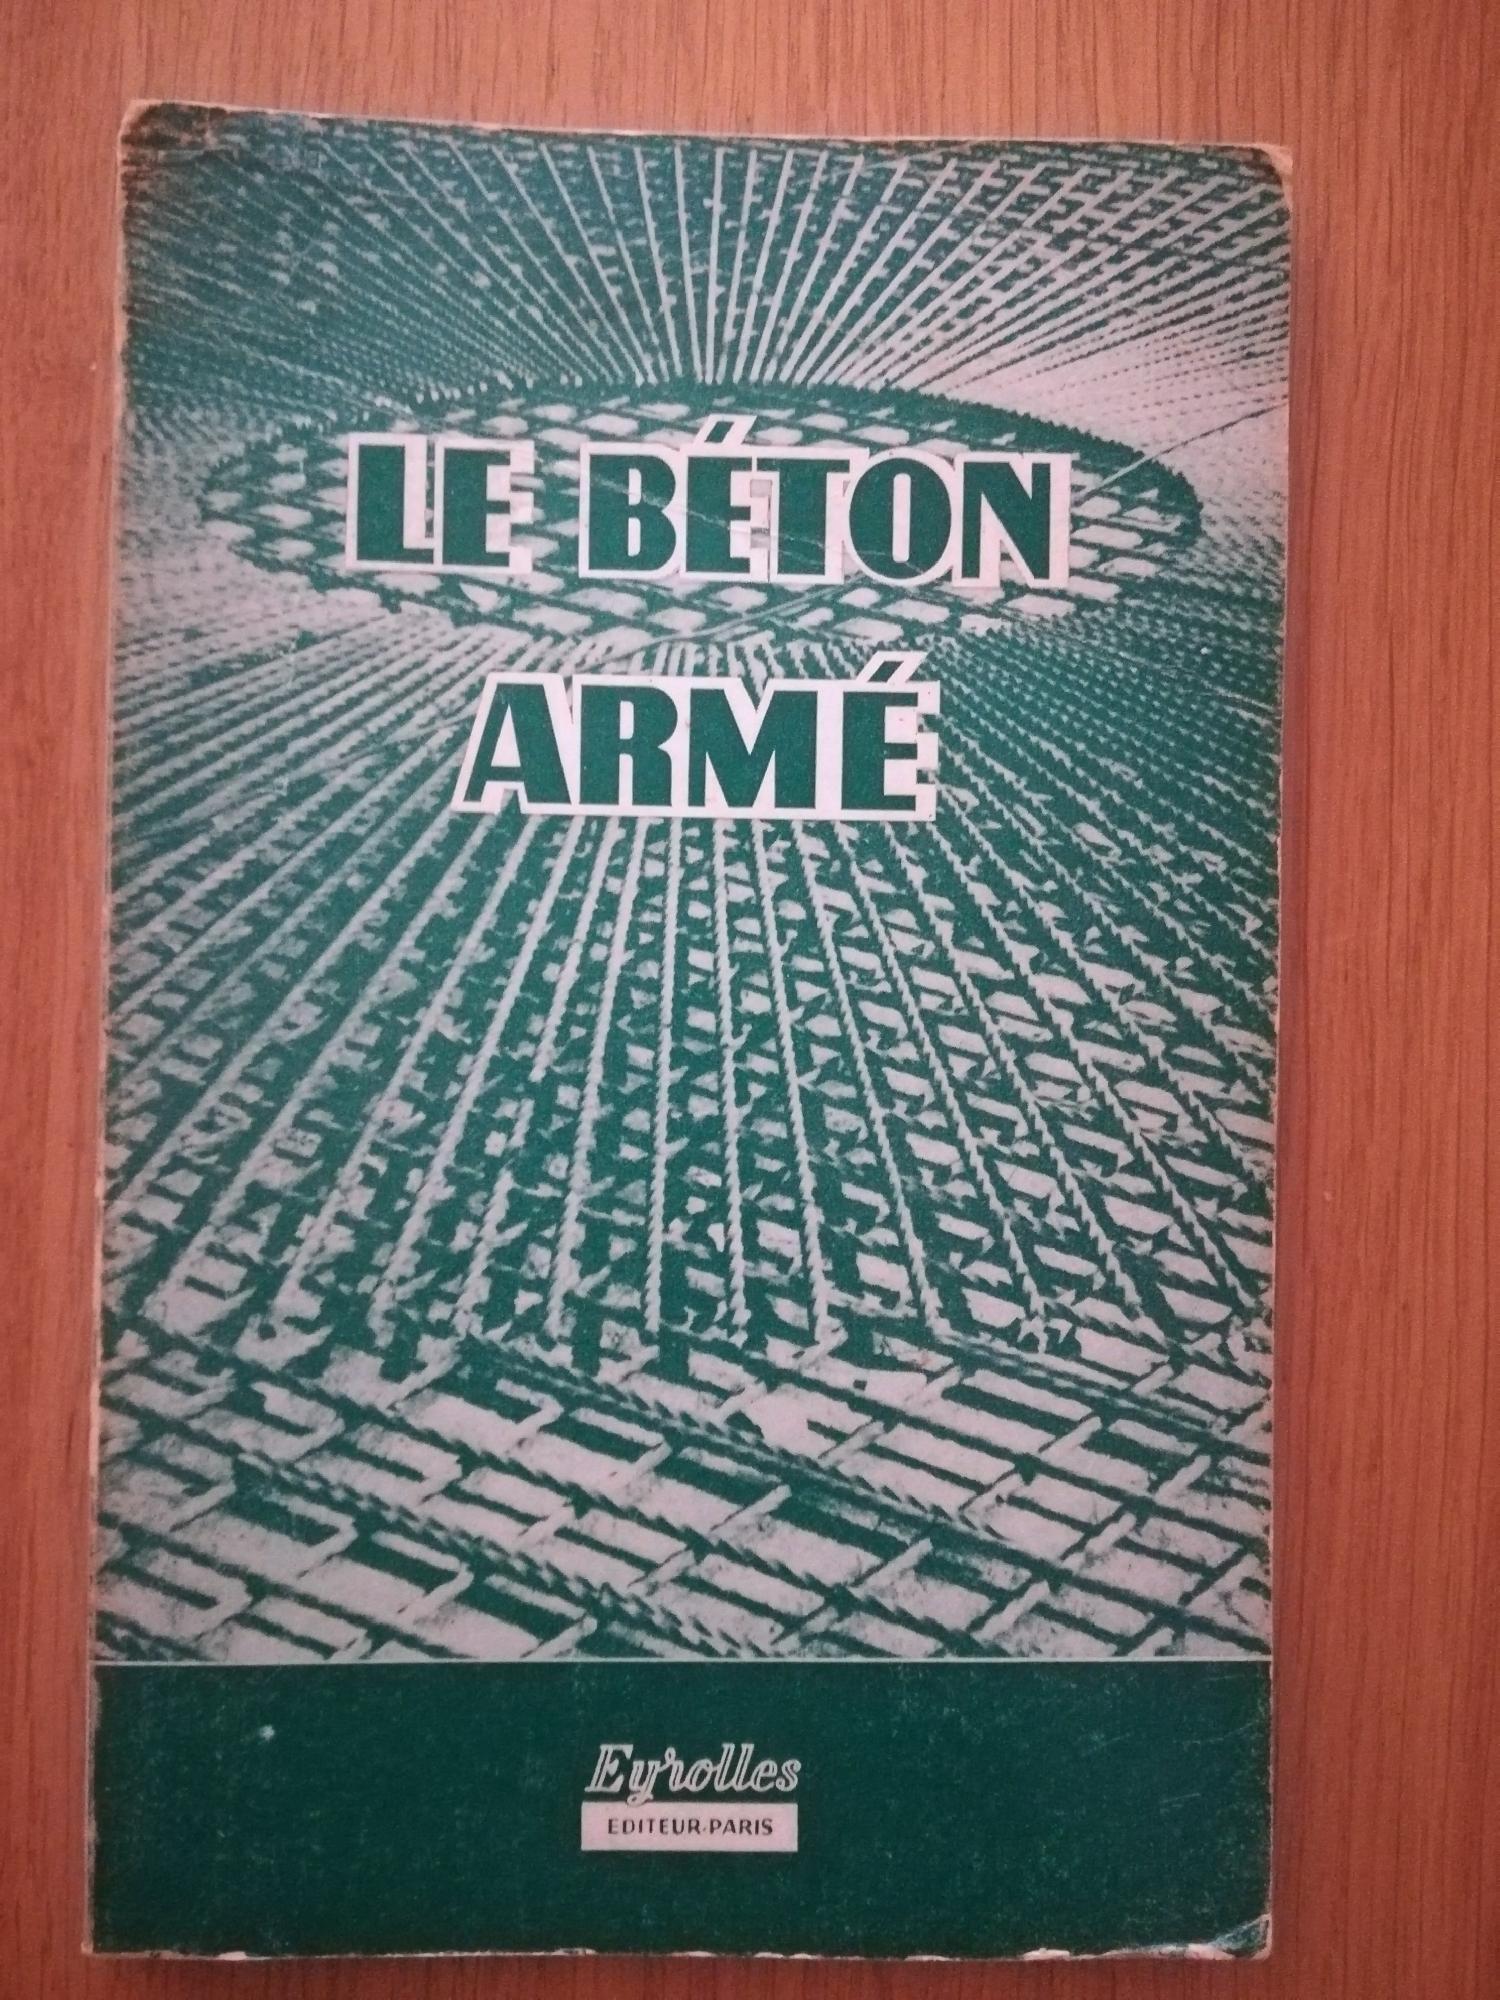 LE BÉTON
ARMÉ
Eyrolles
EDITEUR-PARIS